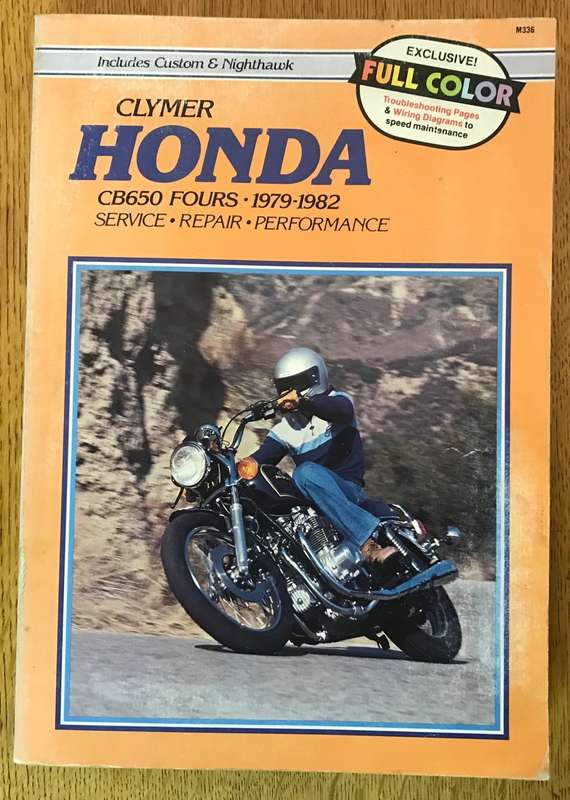 M336
Includes Custom & Nighthawk
EXCLUSIVE!
FULL COLOR
Troubleshooting Pages
& Wiring Diagrams to
speed maintenance
CLYMER
HONDA
CB650 FOURS • 1979-1982
SERVICE • REPAIR • PERFORMANCE